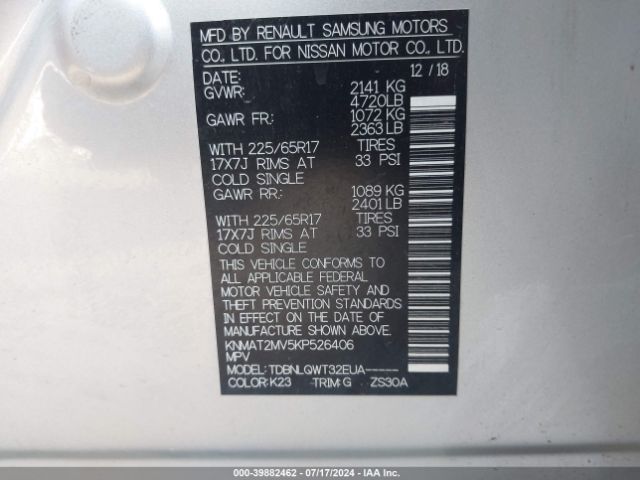 MFD BY RENAULT SAMSUNG MOTORS
CO., LTD. FOR NISSAN MOTOR CO., LTD.
DATE: 12 / 18
GVWR: 2141 KG
4720LB
GAWR FR: 1072 KG
2363 LB
WITH 225/65R17 TIRES
17X7J RIMS AT 33 PSI
COLD SINGLE
GAWR RR: 1089 KG
2401 LB
WITH 225/65R17 TIRES
17X7J RIMS AT 33 PSI
COLD SINGLE
THIS VEHICLE CONFORMS TO
ALL APPLICABLE FEDERAL
MOTOR VEHICLE SAFETY AND
THEFT PREVENTION STANDARDS
IN EFFECT ON THE DATE OF
MANUFACTURE SHOWN ABOVE.
KNMAT2MV5KP526406
MPV
MODEL: TDBNLQWT32EUA-----
COLOR: K23 TRIM: G ZS30A
000-39882462 - 07/17/2024 - IAA Inc.